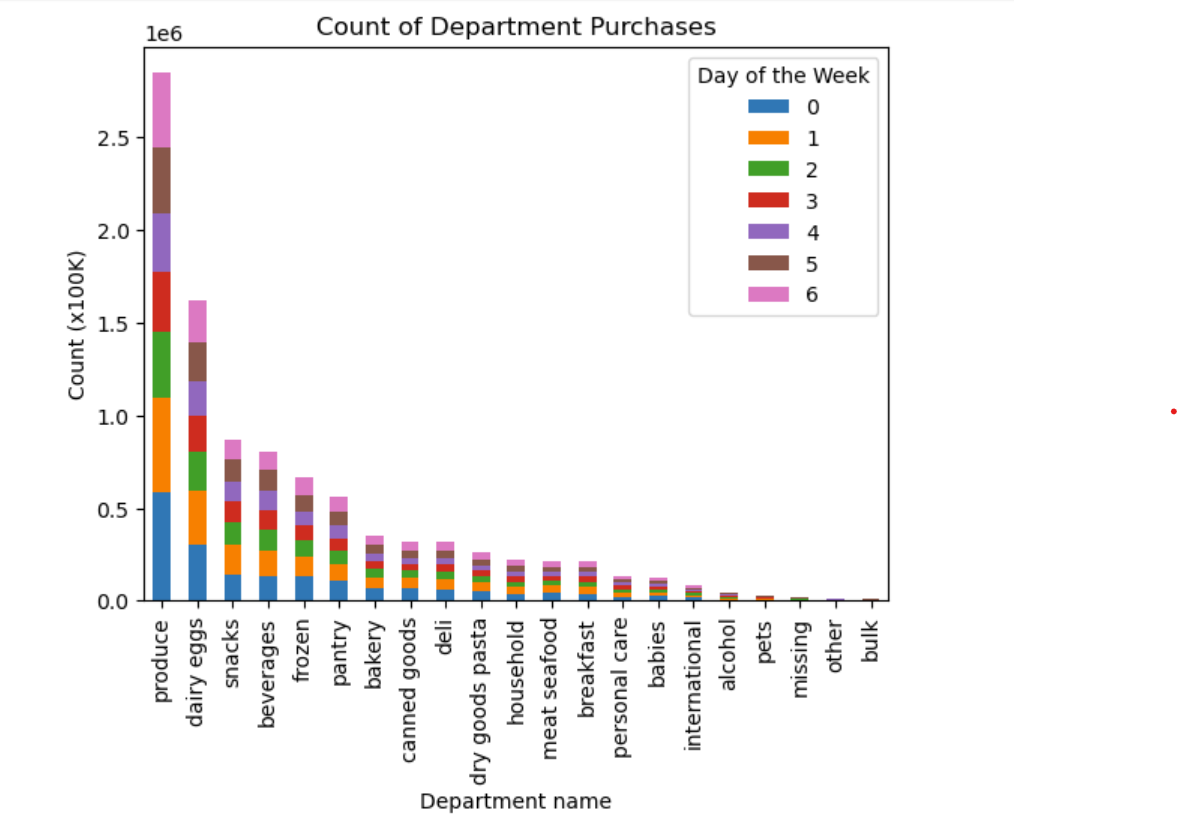 Count of Department Purchases
1e6
Day of the Week
0
1
2
3
4
5
6
2.5
2.0
1.5
1.0
0.5
0.0
Count (x100K)
produce
dairy eggs
snacks
beverages
frozen
pantry
bakery
canned goods
deli
dry goods pasta
household
meat seafood
breakfast
personal care
babies
international
alcohol
pets
missing
other
bulk
Department name